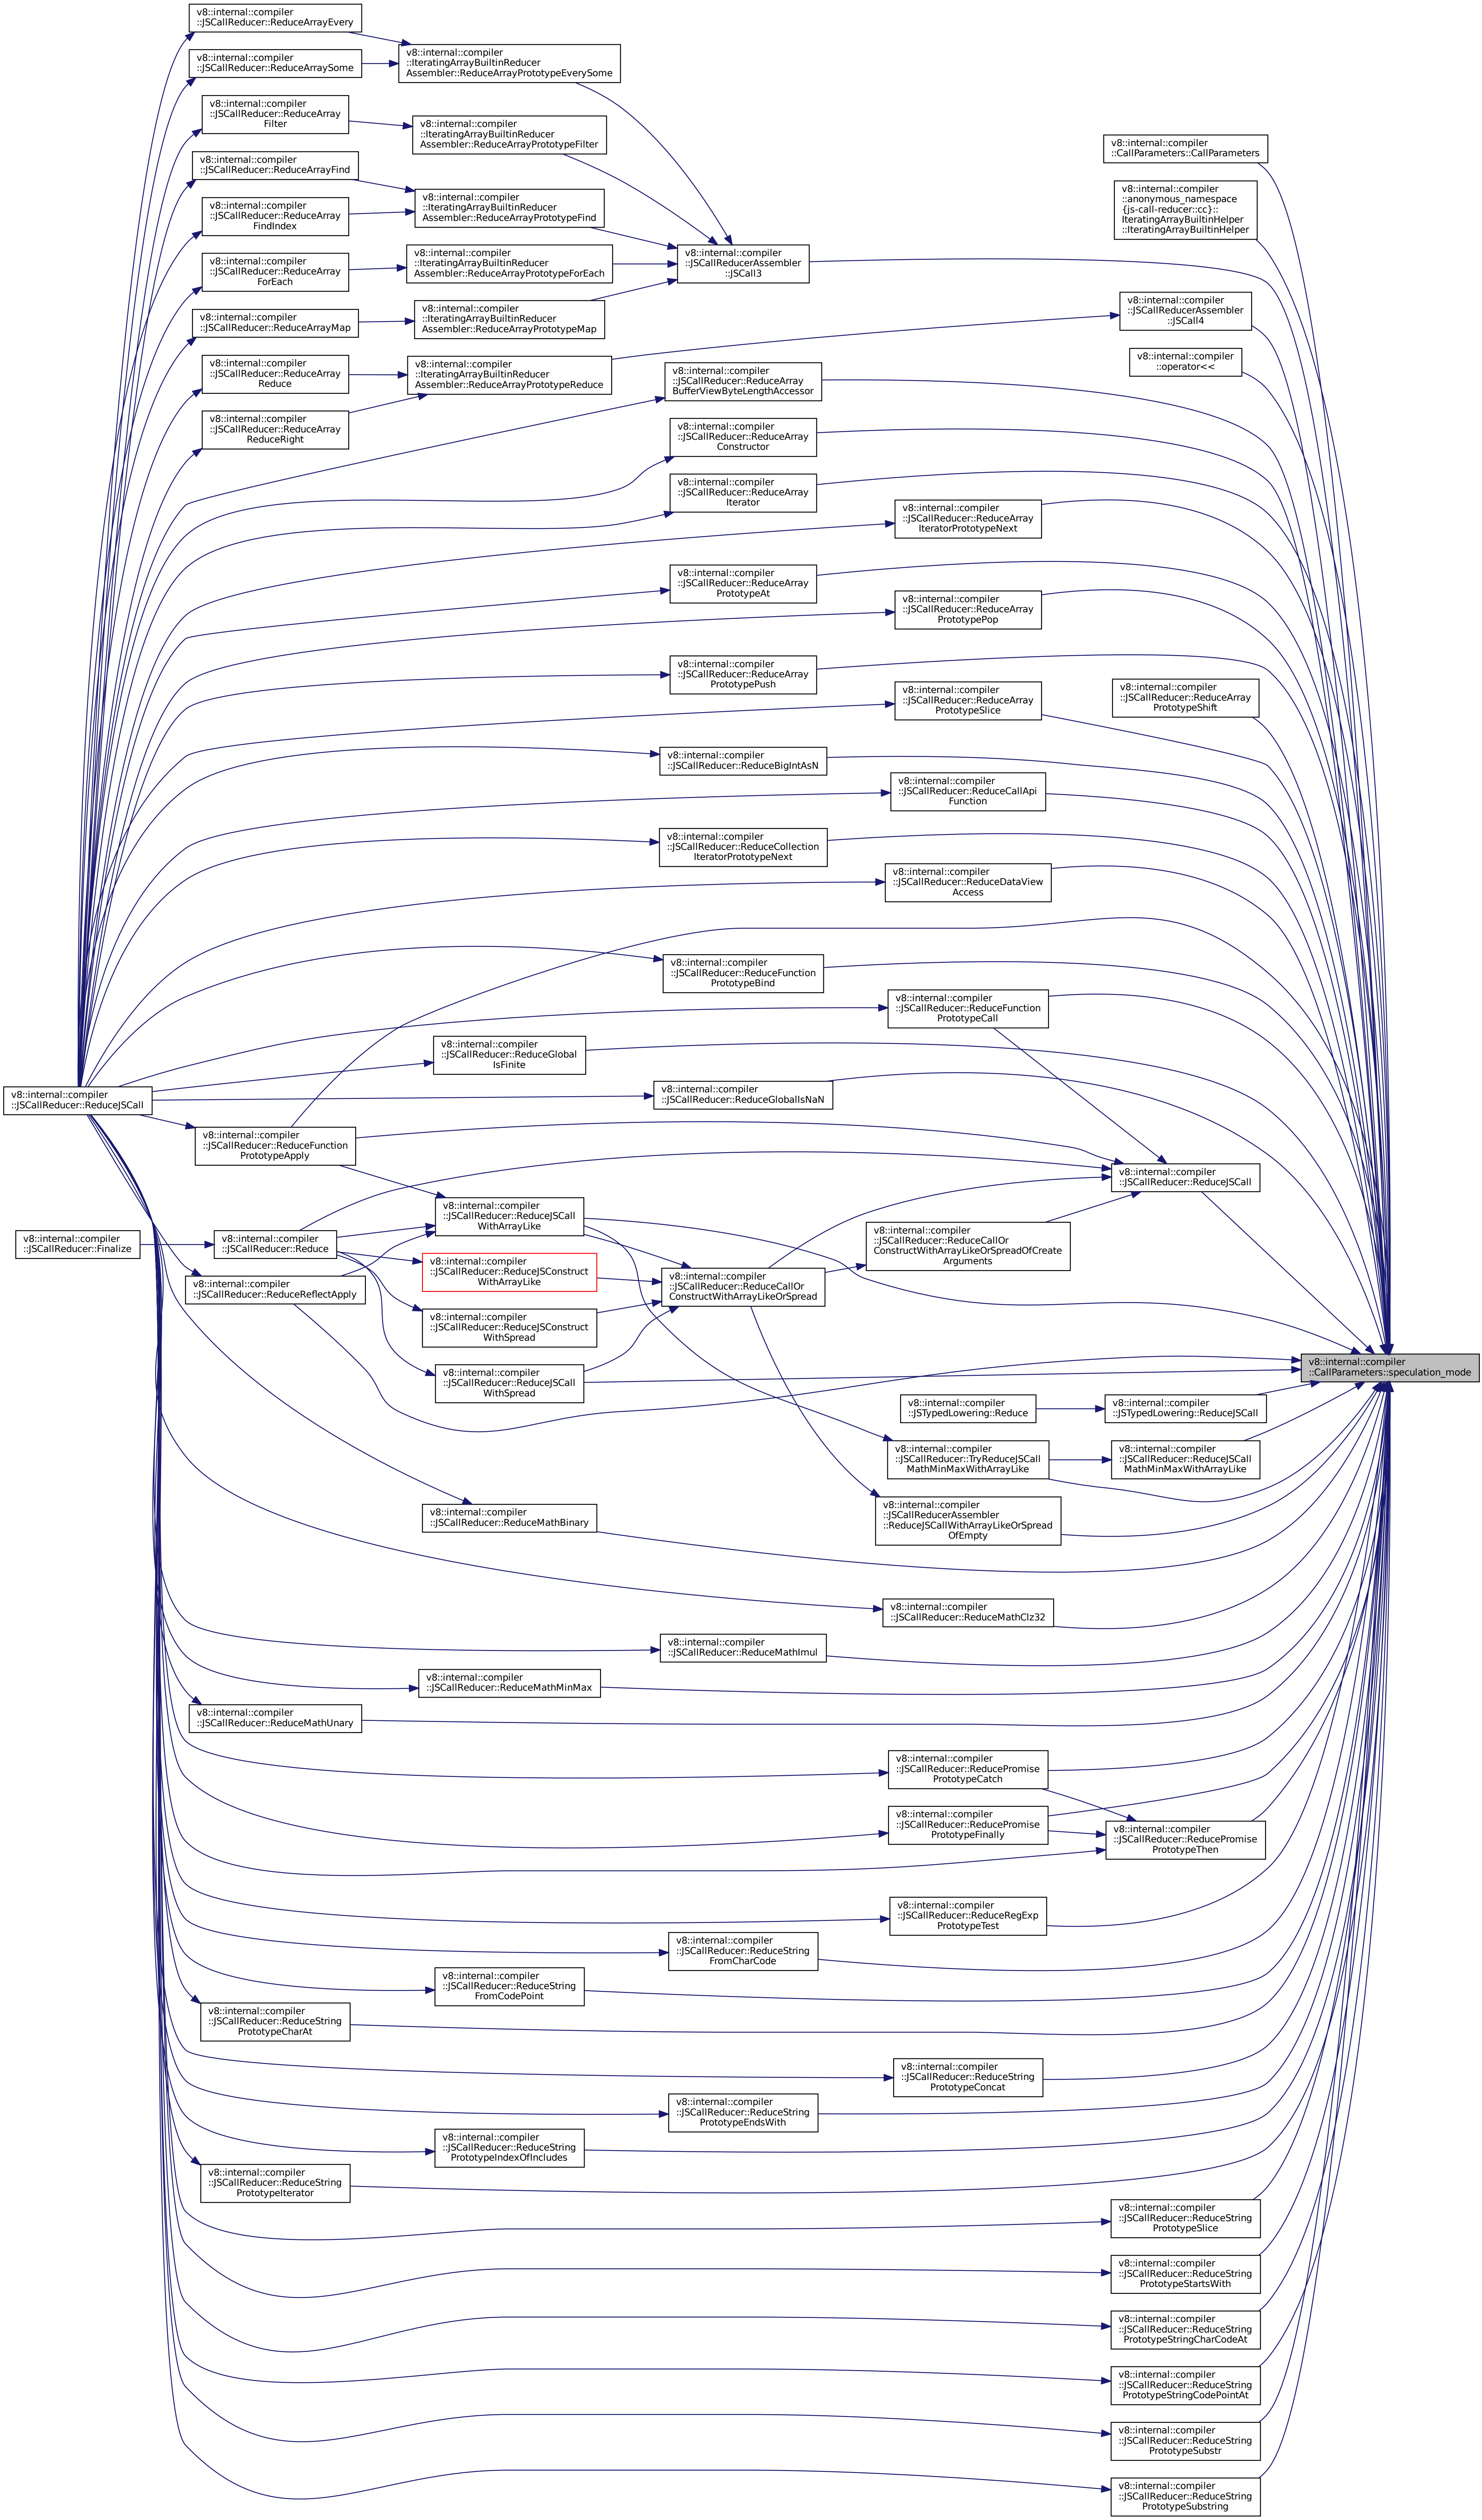 v8::internal::compiler
::JSCallReducer::ReduceArrayEvery
v8::internal::compiler
::JSCallReducer::ReduceArraySome
v8::internal::compiler
::IteratingArrayBuiltinReducer
Assembler::ReduceArrayPrototypeEverySome
v8::internal::compiler
::JSCallReducer::ReduceArray
Filter
v8::internal::compiler
::IteratingArrayBuiltinReducer
Assembler::ReduceArrayPrototypeFilter
v8::internal::compiler
::CallParameters::CallParameters
v8::internal::compiler
::JSCallReducer::ReduceArrayFind
v8::internal::compiler
::IteratingArrayBuiltinReducer
Assembler::ReduceArrayPrototypeFind
v8::internal::compiler
::anonymous_namespace
{js-call-reducer::cc}::
IteratingArrayBuiltinHelper
::IteratingArrayBuiltinHelper
v8::internal::compiler
::JSCallReducer::ReduceArray
FindIndex
v8::internal::compiler
::JSCallReducer::ReduceArray
ForEach
v8::internal::compiler
::IteratingArrayBuiltinReducer
Assembler::ReduceArrayPrototypeForEach
v8::internal::compiler
::JSCallReducerAssembler
::JSCall3
v8::internal::compiler
::JSCallReducer::ReduceArrayMap
v8::internal::compiler
::IteratingArrayBuiltinReducer
Assembler::ReduceArrayPrototypeMap
v8::internal::compiler
::JSCallReducerAssembler
::JSCall4
v8::internal::compiler
::JSCallReducer::ReduceArray
Reduce
v8::internal::compiler
::IteratingArrayBuiltinReducer
Assembler::ReduceArrayPrototypeReduce
v8::internal::compiler
::JSCallReducer::ReduceArray
BufferViewByteLengthAccessor
v8::internal::compiler
::operator<<
v8::internal::compiler
::JSCallReducer::ReduceArray
ReduceRight
v8::internal::compiler
::JSCallReducer::ReduceArray
Constructor
v8::internal::compiler
::JSCallReducer::ReduceArray
Iterator
v8::internal::compiler
::JSCallReducer::ReduceArray
IteratorPrototypeNext
v8::internal::compiler
::JSCallReducer::ReduceArray
PrototypeAt
v8::internal::compiler
::JSCallReducer::ReduceArray
PrototypePop
v8::internal::compiler
::JSCallReducer::ReduceArray
PrototypePush
v8::internal::compiler
::JSCallReducer::ReduceArray
PrototypeSlice
v8::internal::compiler
::JSCallReducer::ReduceArray
PrototypeShift
v8::internal::compiler
::JSCallReducer::ReduceBigIntAsN
v8::internal::compiler
::JSCallReducer::ReduceCallApi
Function
v8::internal::compiler
::JSCallReducer::ReduceCollection
IteratorPrototypeNext
v8::internal::compiler
::JSCallReducer::ReduceDataView
Access
v8::internal::compiler
::JSCallReducer::ReduceFunction
PrototypeBind
v8::internal::compiler
::JSCallReducer::ReduceFunction
PrototypeCall
v8::internal::compiler
::JSCallReducer::ReduceGlobal
IsFinite
v8::internal::compiler
::JSCallReducer::ReduceJSCall
v8::internal::compiler
::JSCallReducer::ReduceGlobalIsNaN
v8::internal::compiler
::JSCallReducer::ReduceFunction
PrototypeApply
v8::internal::compiler
::JSCallReducer::ReduceJSCall
v8::internal::compiler
::JSCallReducer::Finalize
v8::internal::compiler
::JSCallReducer::Reduce
v8::internal::compiler
::JSCallReducer::ReduceJSCall
WithArrayLike
v8::internal::compiler
::JSCallReducer::ReduceCallOr
ConstructWithArrayLikeOrSpreadOfCreate
Arguments
v8::internal::compiler
::JSCallReducer::ReduceReflectApply
v8::internal::compiler
::JSCallReducer::ReduceJSConstruct
WithArrayLike
v8::internal::compiler
::JSCallReducer::ReduceCallOr
ConstructWithArrayLikeOrSpread
v8::internal::compiler
::JSCallReducer::ReduceJSConstruct
WithSpread
v8::internal::compiler
::JSCallReducer::ReduceJSCall
WithSpread
v8::internal::compiler
::CallParameters::speculation_mode
v8::internal::compiler
::JSTypedLowering::Reduce
v8::internal::compiler
::JSTypedLowering::ReduceJSCall
v8::internal::compiler
::JSCallReducer::TryReduceJSCall
MathMinMaxWithArrayLike
v8::internal::compiler
::JSCallReducer::ReduceJSCall
MathMinMaxWithArrayLike
v8::internal::compiler
::JSCallReducer::ReduceMathBinary
v8::internal::compiler
::JSCallReducerAssembler
::ReduceJSCallWithArrayLikeOrSpread
OfEmpty
v8::internal::compiler
::JSCallReducer::ReduceMathClz32
v8::internal::compiler
::JSCallReducer::ReduceMathImul
v8::internal::compiler
::JSCallReducer::ReduceMathMinMax
v8::internal::compiler
::JSCallReducer::ReduceMathUnary
v8::internal::compiler
::JSCallReducer::ReducePromise
PrototypeCatch
v8::internal::compiler
::JSCallReducer::ReducePromise
PrototypeFinally
v8::internal::compiler
::JSCallReducer::ReducePromise
PrototypeThen
v8::internal::compiler
::JSCallReducer::ReduceRegExp
PrototypeTest
v8::internal::compiler
::JSCallReducer::ReduceString
FromCharCode
v8::internal::compiler
::JSCallReducer::ReduceString
FromCodePoint
v8::internal::compiler
::JSCallReducer::ReduceString
PrototypeCharAt
v8::internal::compiler
::JSCallReducer::ReduceString
PrototypeConcat
v8::internal::compiler
::JSCallReducer::ReduceString
PrototypeEndsWith
v8::internal::compiler
::JSCallReducer::ReduceString
PrototypeIndexOfIncludes
v8::internal::compiler
::JSCallReducer::ReduceString
PrototypeIterator
v8::internal::compiler
::JSCallReducer::ReduceString
PrototypeSlice
v8::internal::compiler
::JSCallReducer::ReduceString
PrototypeStartsWith
v8::internal::compiler
::JSCallReducer::ReduceString
PrototypeStringCharCodeAt
v8::internal::compiler
::JSCallReducer::ReduceString
PrototypeStringCodePointAt
v8::internal::compiler
::JSCallReducer::ReduceString
PrototypeSubstr
v8::internal::compiler
::JSCallReducer::ReduceString
PrototypeSubstring